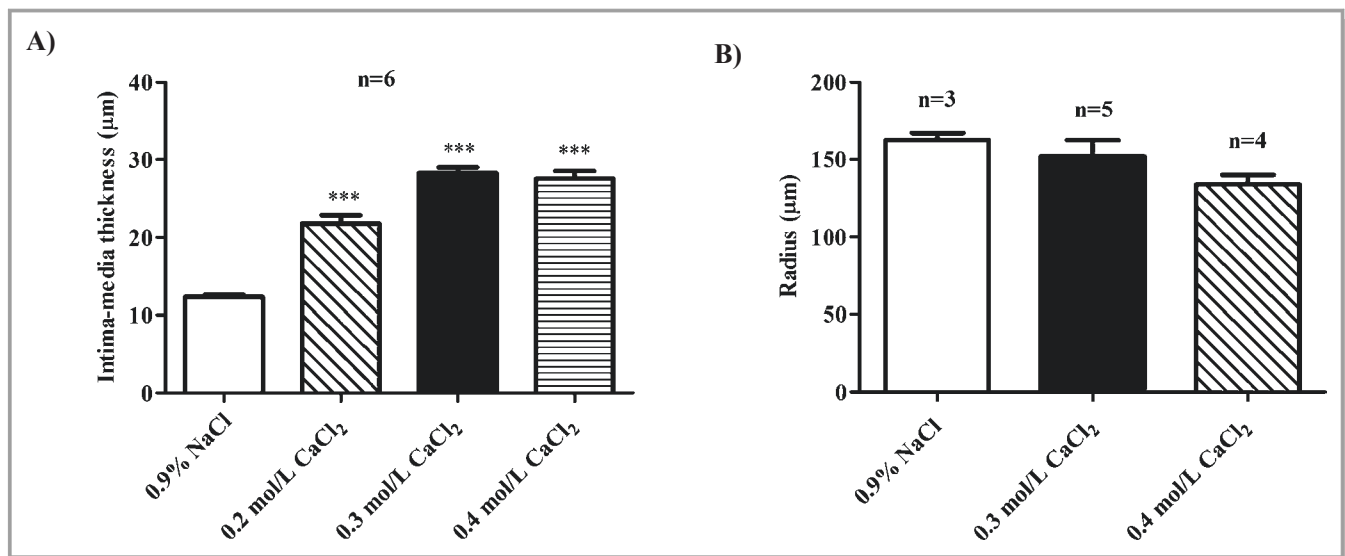 A)
n=6
Intima-media thickness (μm)
40
30
20
10
0
***
***
***
0.9% NaCl
0.2 mol/L CaCl₂
0.3 mol/L CaCl₂
0.4 mol/L CaCl₂
B)
Radius (μm)
200
150
100
50
0
n=3
n=5
n=4
0.9% NaCl
0.3 mol/L CaCl₂
0.4 mol/L CaCl₂